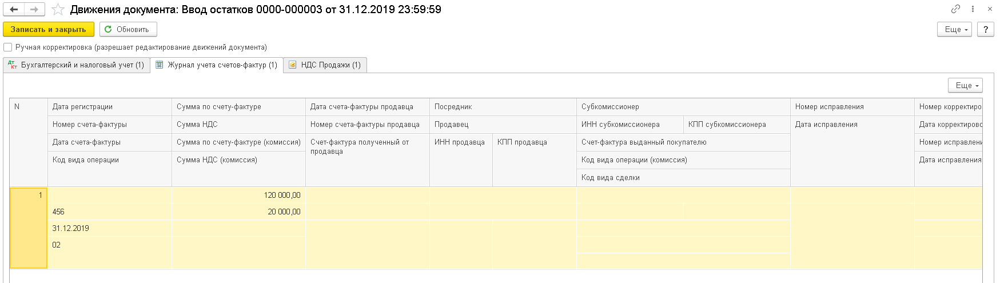 Движения документа: Ввод остатков 0000-000003 от 31.12.2019 23:59:59
Записать и закрыть
Обновить
Еще
?
Ручная корректировка (разрешает редактирование движений документа)
Дт Кт Бухгалтерский и налоговый учет (1)
Журнал учета счетов-фактур (1)
НДС Продажи (1)
Еще
N
Дата регистрации
Сумма по счету-фактуре
Дата счета-фактуры продавца
Посредник
Субкомиссионер
Номер исправления
Номер корректиро
Номер счета-фактуры
Сумма НДС
Номер счета-фактуры продавца
Продавец
ИНН субкомиссионера
КПП субкомиссионера
Дата исправления
Дата корректирово
Дата счета-фактуры
Сумма по счету-фактуре (комиссия)
Счет-фактура полученный от
продавца
ИНН продавца
КПП продавца
Счет-фактура выданный покупателю
Номер исправлени
Код вида операции
Сумма НДС (комиссия)
Код вида операции (комиссия)
Дата исправления
Код вида сделки
1
120 000,00
456
20 000,00
31.12.2019
02